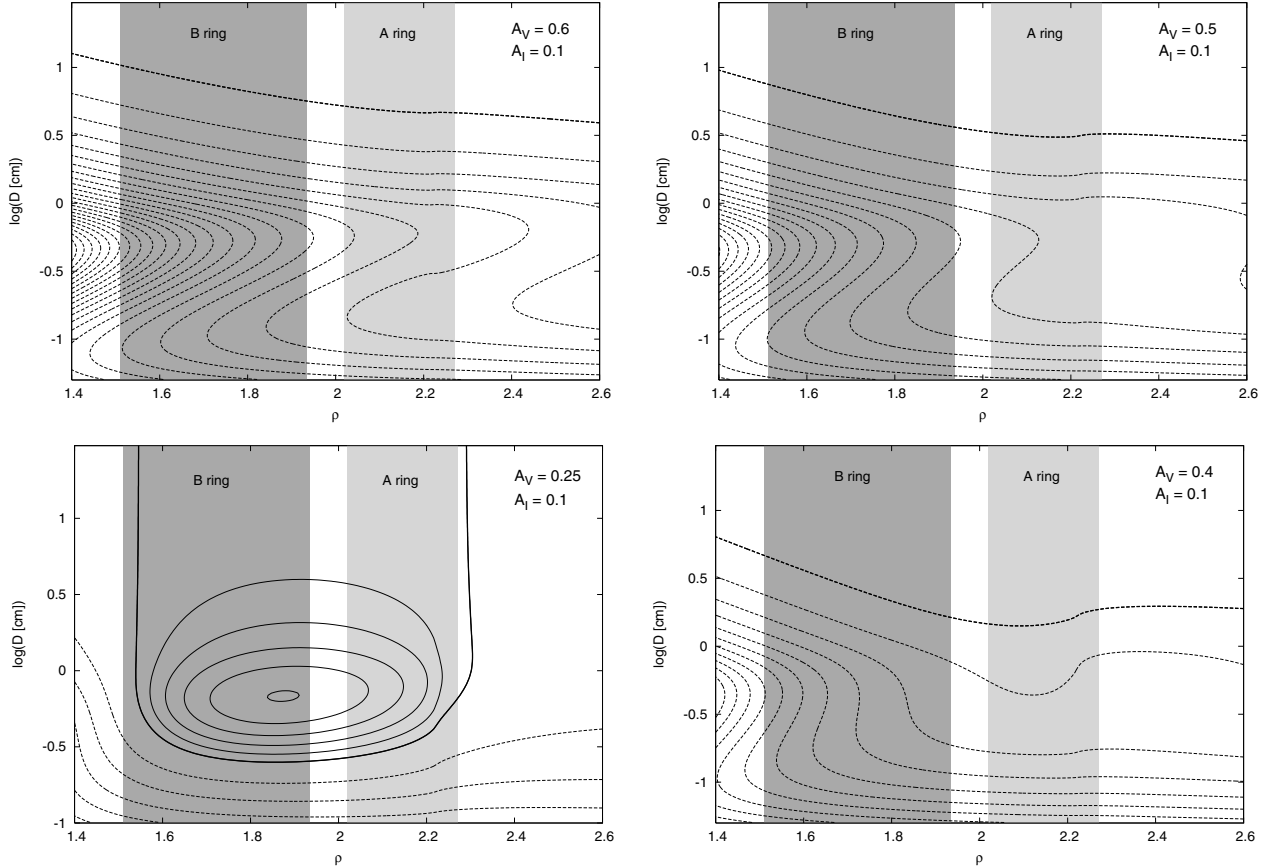 B ring
A ring
A_V = 0.6
A_I = 0.1
log(D [cm])
1
0.5
0
-0.5
-1
1.4 1.6 1.8 2 2.2 2.4 2.6
ρ
B ring
A ring
A_V = 0.5
A_I = 0.1
log(D [cm])
1
0.5
0
-0.5
-1
1.4 1.6 1.8 2 2.2 2.4 2.6
ρ
B ring
A ring
A_V = 0.25
A_I = 0.1
log(D [cm])
1
0.5
0
-0.5
-1
1.4 1.6 1.8 2 2.2 2.4 2.6
ρ
B ring
A ring
A_V = 0.4
A_I = 0.1
log(D [cm])
1
0.5
0
-0.5
-1
1.4 1.6 1.8 2 2.2 2.4 2.6
ρ